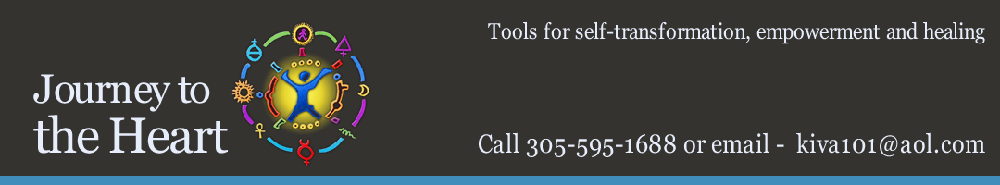 Journey to
the Heart
Tools for self-transformation, empowerment and healing
Call 305-595-1688 or email - kiva101@aol.com